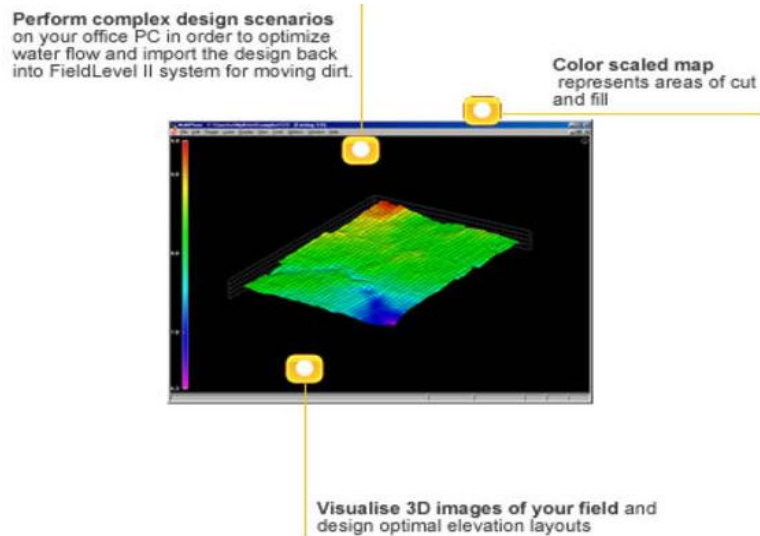 Perform complex design scenarios
on your office PC in order to optimize
water flow and import the design back
into FieldLevel II system for moving dirt.
Color scaled map
represents areas of cut
and fill
Visualise 3D images of your field and
design optimal elevation layouts